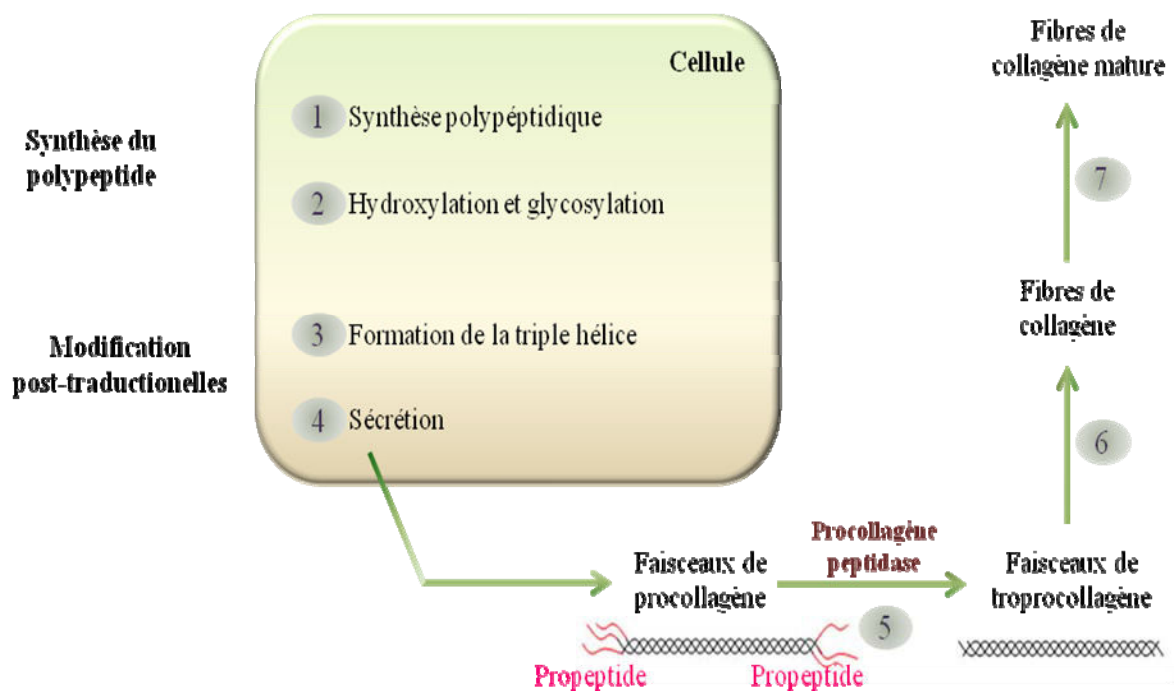 Cellule
Synthèse du
polypeptide
1 Synthèse polypéptidique
2 Hydroxylation et glycosylation
Modification
post-traductionelles
3 Formation de la triple hélice
4 Sécrétion
Faisceaux de
procollagène
Propeptide
Propeptide
Procollagène
peptidase
5
Faisceaux de
troprocollagène
6
Fibres de
collagène
7
Fibres de
collagène mature